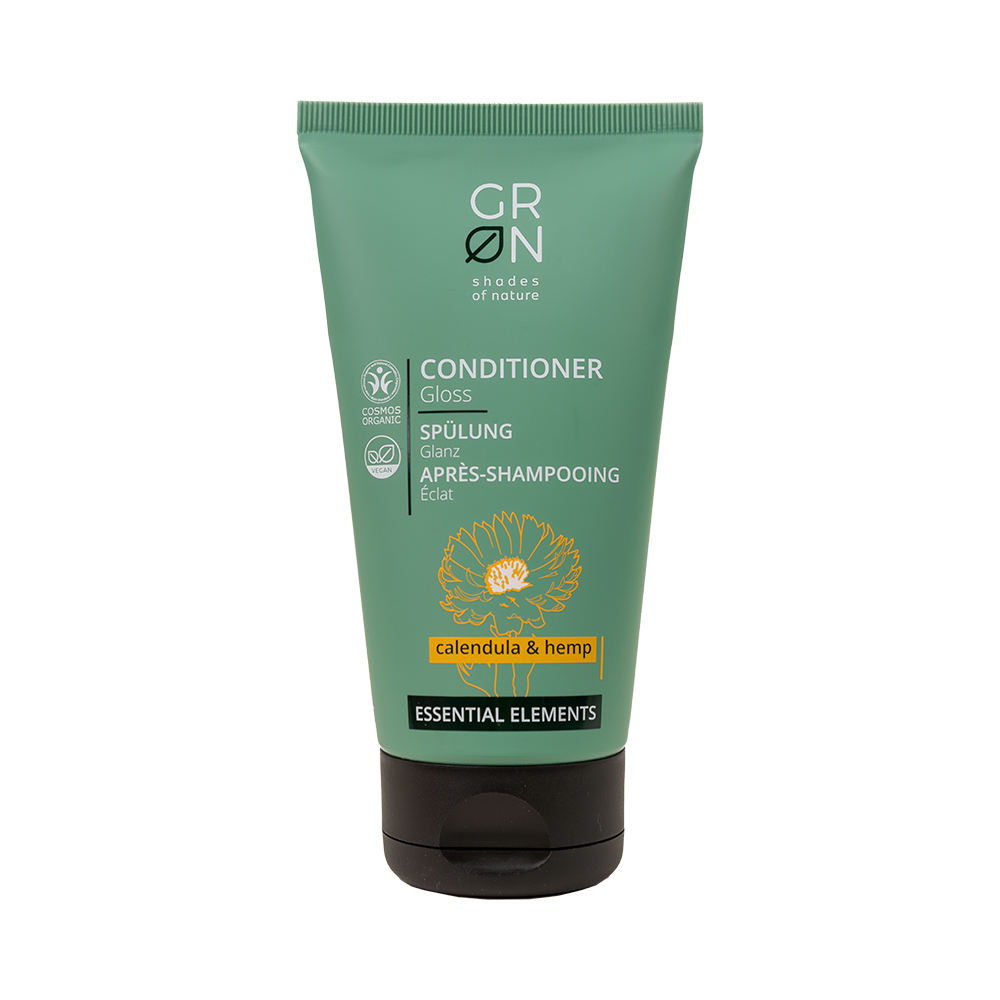 GR
ØN
shades
of nature
CONDITIONER
Gloss
COSMOS
ORGANIC
VEGAN
SPÜLUNG
Glanz
APRÈS-SHAMPOOING
Éclat
calendula & hemp
ESSENTIAL ELEMENTS